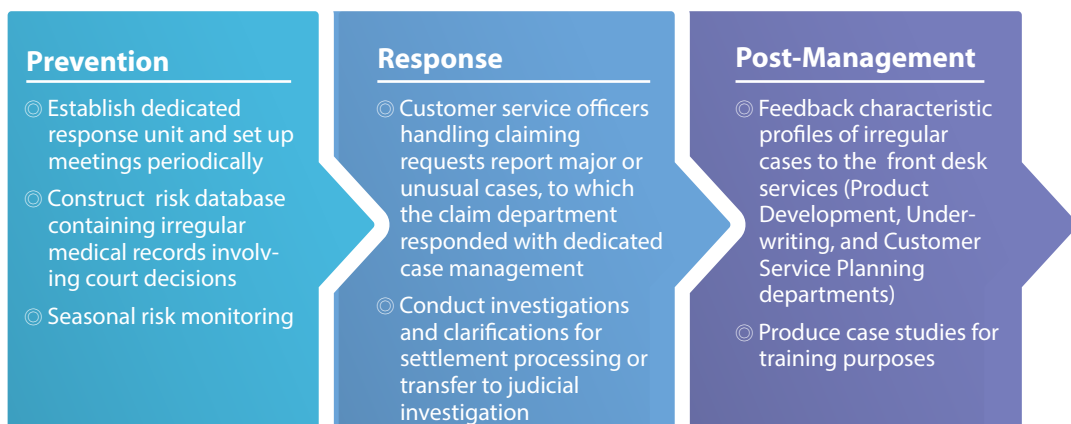 Prevention
◎ Establish dedicated
response unit and set up
meetings periodically
◎ Construct risk database
containing irregular
medical records involv-
ing court decisions
◎ Seasonal risk monitoring
Response
◎ Customer service officers
handling claiming
requests report major or
unusual cases, to which
the claim department
responded with dedicated
case management
◎ Conduct investigations
and clarifications for
settlement processing or
transfer to judicial
investigation
Post-Management
◎ Feedback characteristic
profiles of irregular
cases to the front desk
services (Product
Development, Under-
writing, and Customer
Service Planning
departments)
◎ Produce case studies for
training purposes